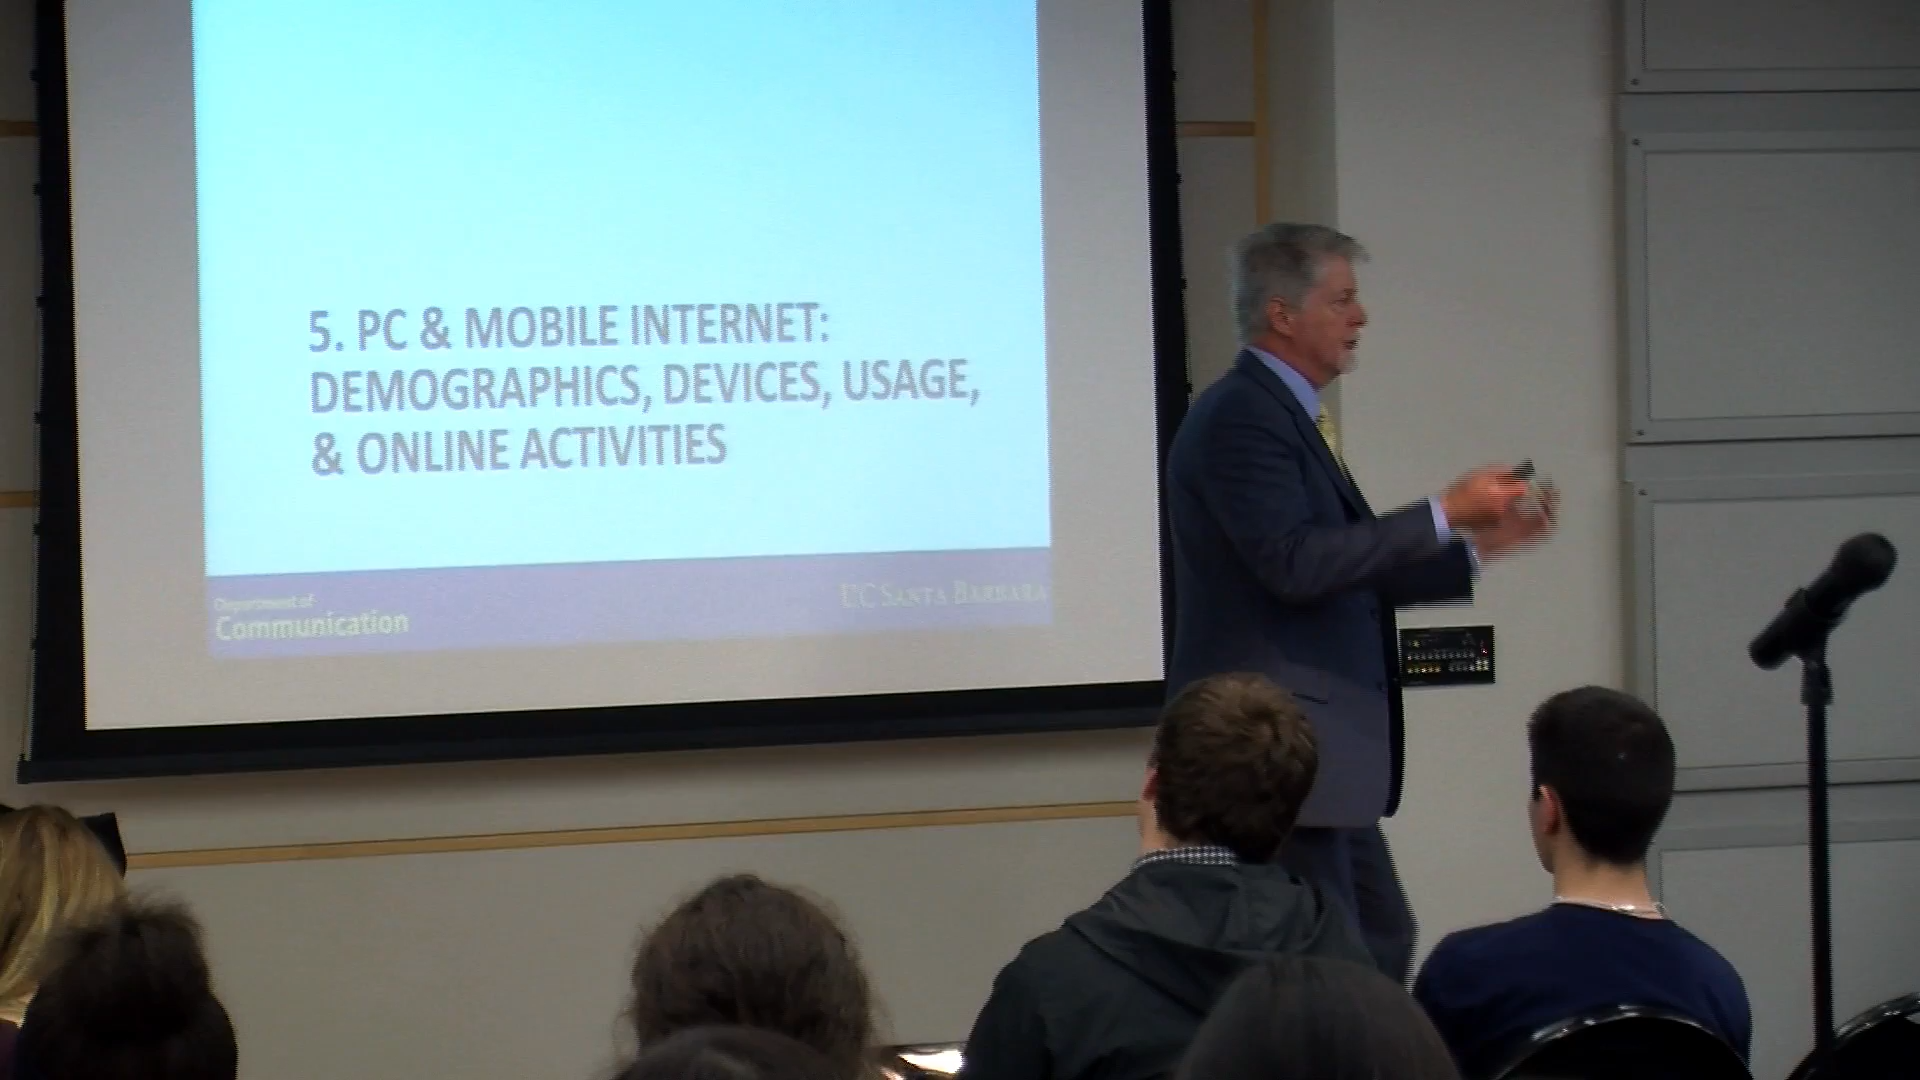 5. PC & MOBILE INTERNET:
DEMOGRAPHICS, DEVICES, USAGE,
& ONLINE ACTIVITIES
Department of
Communication
UC SANTA BARBARA